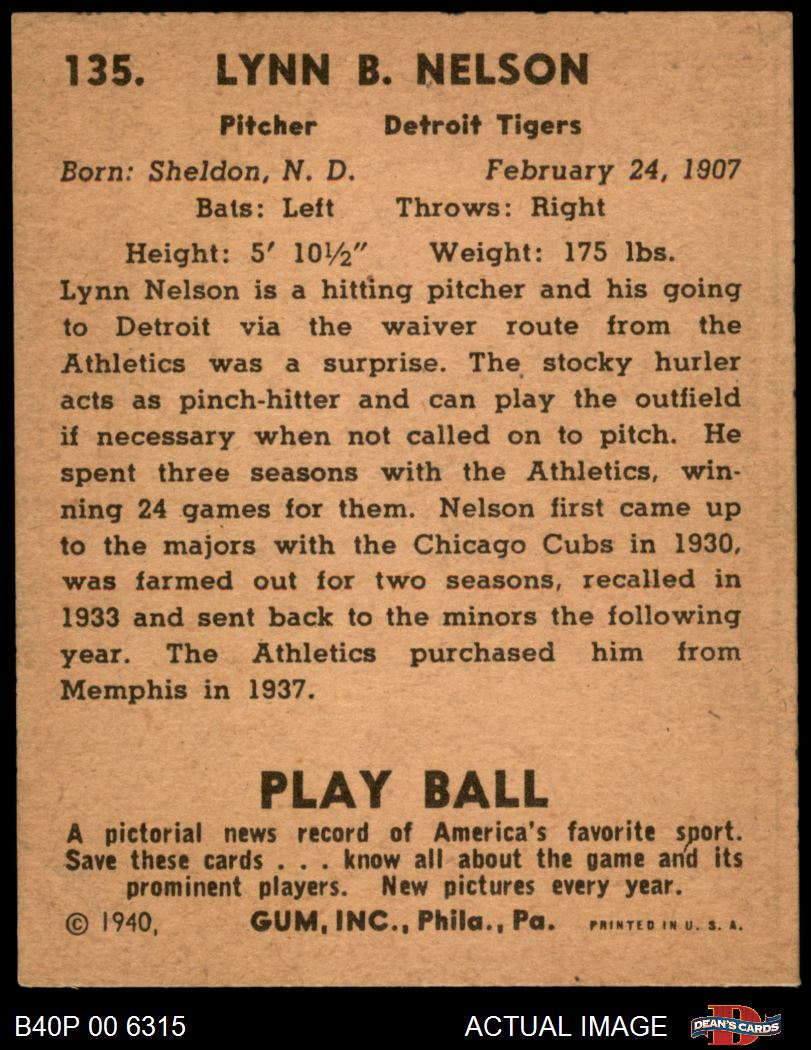 135. LYNN B. NELSON
Pitcher Detroit Tigers
Born: Sheldon, N. D. February 24, 1907
Bats: Left Throws: Right
Height: 5' 10½" Weight: 175 lbs.
Lynn Nelson is a hitting pitcher and his going
to Detroit via the waiver route from the
Athletics was a surprise. The stocky hurler
acts as pinch-hitter and can play the outfield
if necessary when not called on to pitch. He
spent three seasons with the Athletics, win-
ning 24 games for them. Nelson first came up
to the majors with the Chicago Cubs in 1930,
was farmed out for two seasons, recalled in
1933 and sent back to the minors the following
year. The Athletics purchased him from
Memphis in 1937.
PLAY BALL
A pictorial news record of America's favorite sport.
Save these cards . . . know all about the game and its
prominent players. New pictures every year.
© 1940, GUM, INC., Phila., Pa. PRINTED IN U. S. A.
B40P 00 6315 ACTUAL IMAGE D DEAN'S CARDS